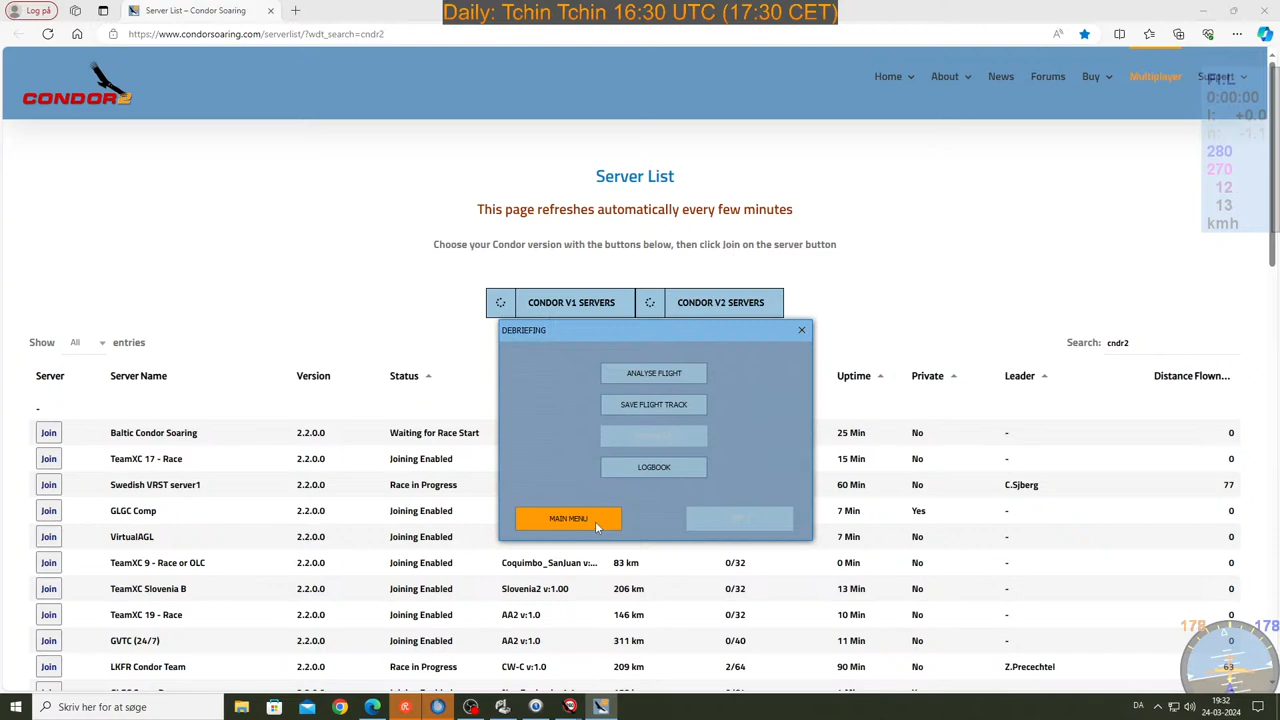 Log på
Server List – Condor Soaring
Daily: Tchin Tchin 16:30 UTC (17:30 CET)
https://www.condorsoaring.com/serverlist/?wdt_search=cndr2
CONDOR2
Home
About
News
Forums
Buy
Multiplayer
Support
0:00:00
+0.0
-1.1
280
270
12
13
kmh
Server List
This page refreshes automatically every few minutes
Choose your Condor version with the buttons below, then click Join on the server button
CONDOR V1 SERVERS
CONDOR V2 SERVERS
Show All entries
Search: cndr2
DEBRIEFING
ANALYSE FLIGHT
SAVE FLIGHT TRACK
LOGBOOK
MAIN MENU
Server Server Name Version Status Uptime Private Leader Distance Flown...
-
Join Baltic Condor Soaring 2.2.0.0 Waiting for Race Start 25 Min No - 0
Join TeamXC 17 - Race 2.2.0.0 Joining Enabled 15 Min No - 0
Join Swedish VRST server1 2.2.0.0 Race in Progress 60 Min No C.Sjberg 77
Join GLGC Comp 2.2.0.0 Joining Enabled 7 Min Yes - 0
Join VirtualAGL 2.2.0.0 Joining Enabled 7 Min No - 0
Join TeamXC 9 - Race or OLC 2.2.0.0 Joining Enabled Coquimbo_SanJuan v:... 83 km 0/32 0 Min No - 0
Join TeamXC Slovenia B 2.2.0.0 Joining Enabled Slovenia2 v:1.00 206 km 0/32 13 Min No - 0
Join TeamXC 19 - Race 2.2.0.0 Joining Enabled AA2 v:1.0 146 km 0/32 10 Min No - 0
Join GVTC (24/7) 2.2.0.0 Joining Enabled AA2 v:1.0 311 km 0/40 11 Min No - 0
Join LKFR Condor Team 2.2.0.0 Race in Progress CW-C v:1.0 209 km 2/64 90 Min No Z.Precechtel
178
178
63
Skriv her for at søge
DA
19:32
24-03-2024